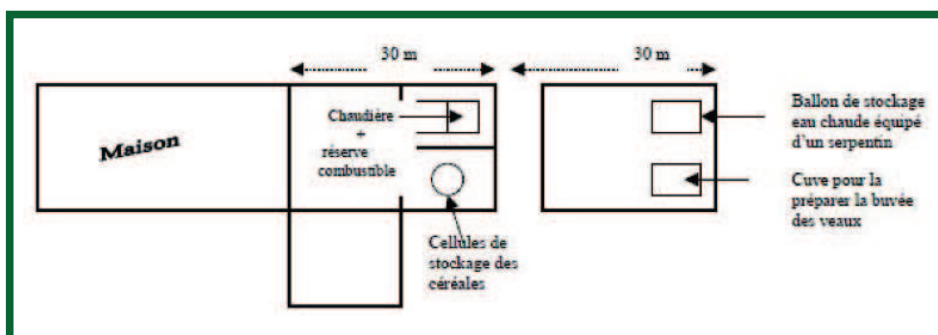 30 m
30 m
Maison
Chaudière
+
réserve
combustible
Ballon de stockage
eau chaude équipé
d'un serpentin
Cuve pour la
préparer la buvée
des veaux
Cellules de
stockage des
céréales